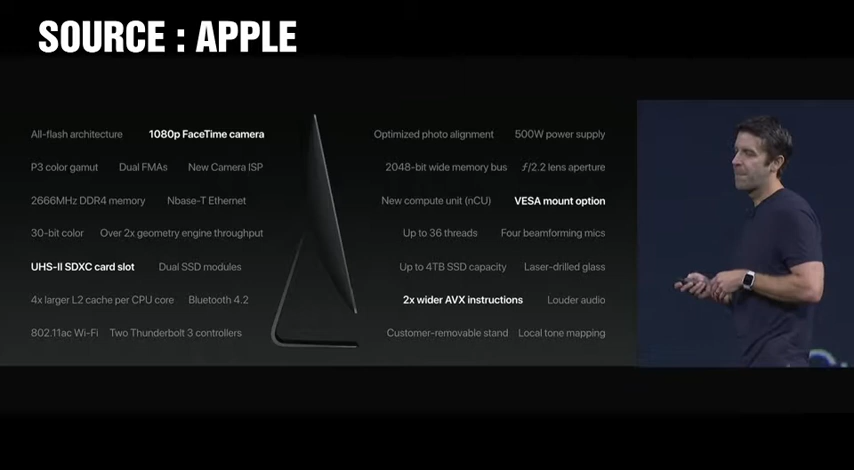 SOURCE : APPLE
All-flash architecture 1080p FaceTime camera
P3 color gamut Dual FMAs New Camera ISP
2666MHz DDR4 memory Nbase-T Ethernet
30-bit color Over 2x geometry engine throughput
UHS-II SDXC card slot Dual SSD modules
4x larger L2 cache per CPU core Bluetooth 4.2
802.11ac Wi-Fi Two Thunderbolt 3 controllers
Optimized photo alignment 500W power supply
2048-bit wide memory bus ƒ/2.2 lens aperture
New compute unit (nCU) VESA mount option
Up to 36 threads Four beamforming mics
Up to 4TB SSD capacity Laser-drilled glass
2x wider AVX instructions Louder audio
Customer-removable stand Local tone mapping